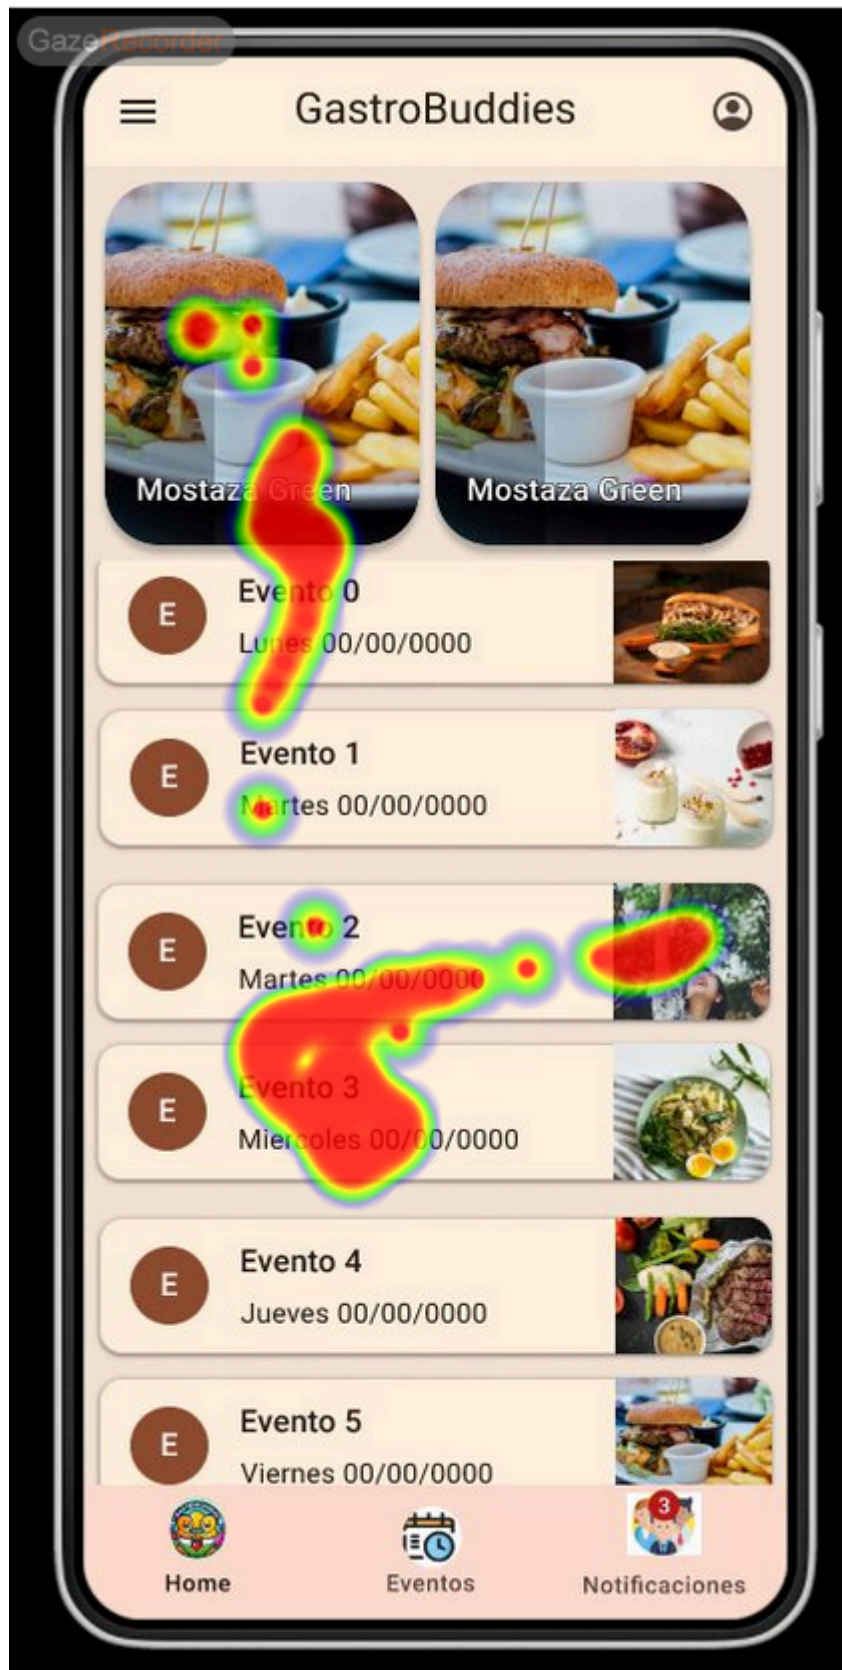 GazeRecorder
GastroBuddies
Mostaza Green
Mostaza Green
E
Evento 0
Lunes 00/00/0000
E
Evento 1
Martes 00/00/0000
E
Evento 2
Martes 00/00/0000
E
Evento 3
Miercoles 00/00/0000
E
Evento 4
Jueves 00/00/0000
E
Evento 5
Viernes 00/00/0000
3
Home
Eventos
Notificaciones